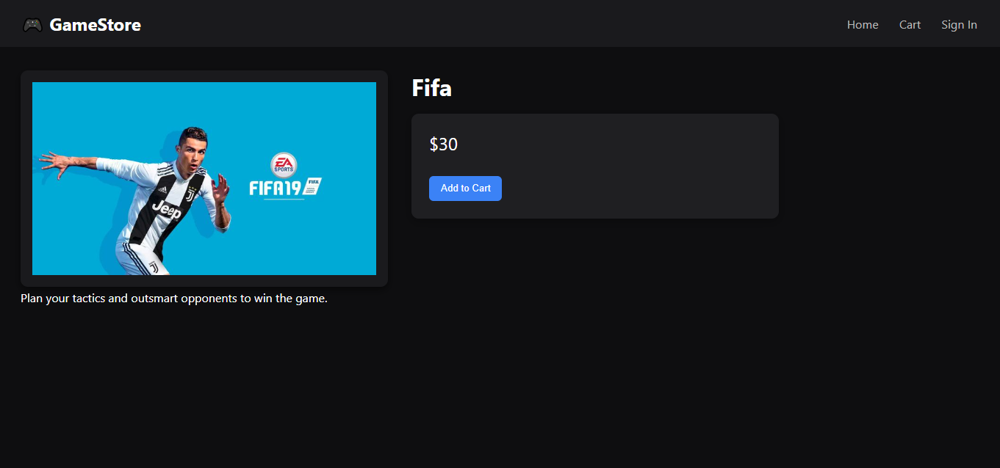 GameStore
Home Cart Sign In
Fifa
$30
Add to Cart
EA
SPORTS
FIFA19
FIFA
Jeep
Plan your tactics and outsmart opponents to win the game.